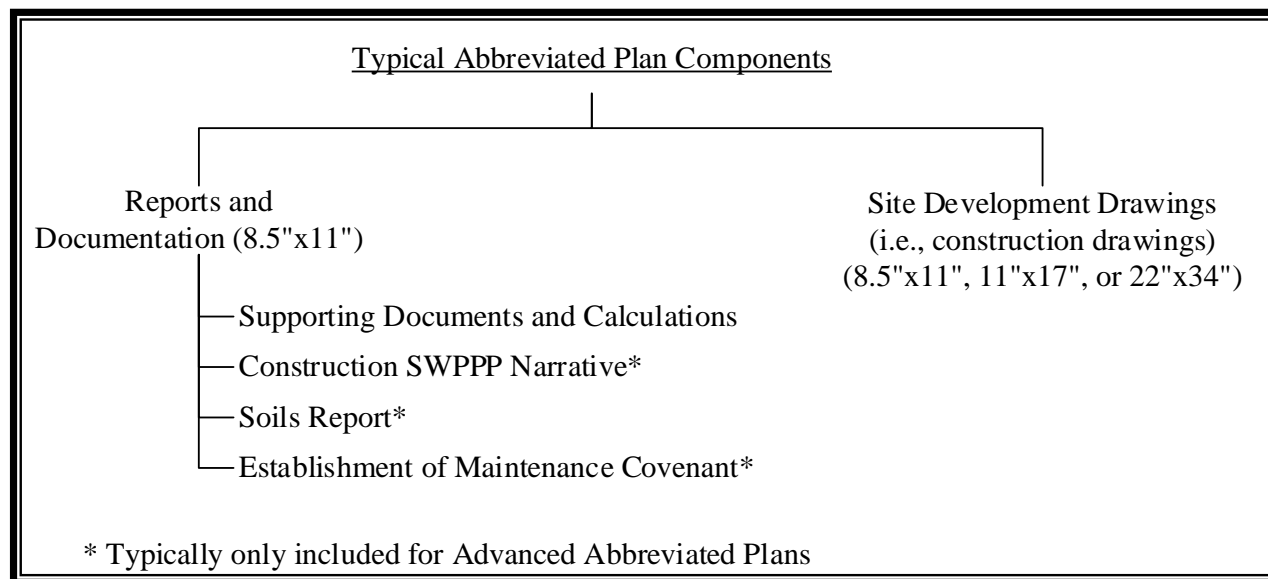 Typical Abbreviated Plan Components
Reports and
Documentation (8.5"x11")
Supporting Documents and Calculations
Construction SWPPP Narrative*
Soils Report*
Establishment of Maintenance Covenant*
Site Development Drawings
(i.e., construction drawings)
(8.5"x11", 11"x17", or 22"x34")
* Typically only included for Advanced Abbreviated Plans